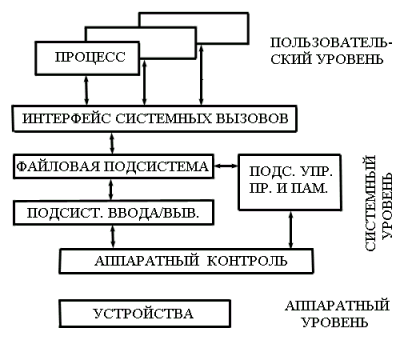 ПОЛЬЗОВАТЕЛЬ-
СКИЙ УРОВЕНЬ
ПРОЦЕСС
ИНТЕРФЕЙС СИСТЕМНЫХ ВЫЗОВОВ
ФАЙЛОВАЯ ПОДСИСТЕМА
ПОДС. УПР.
ПР. И ПАМ.
ПОДСИСТ. ВВОДА/ВЫВ.
АППАРАТНЫЙ КОНТРОЛЬ
СИСТЕМНЫЙ
УРОВЕНЬ
УСТРОЙСТВА
АППАРАТНЫЙ
УРОВЕНЬ